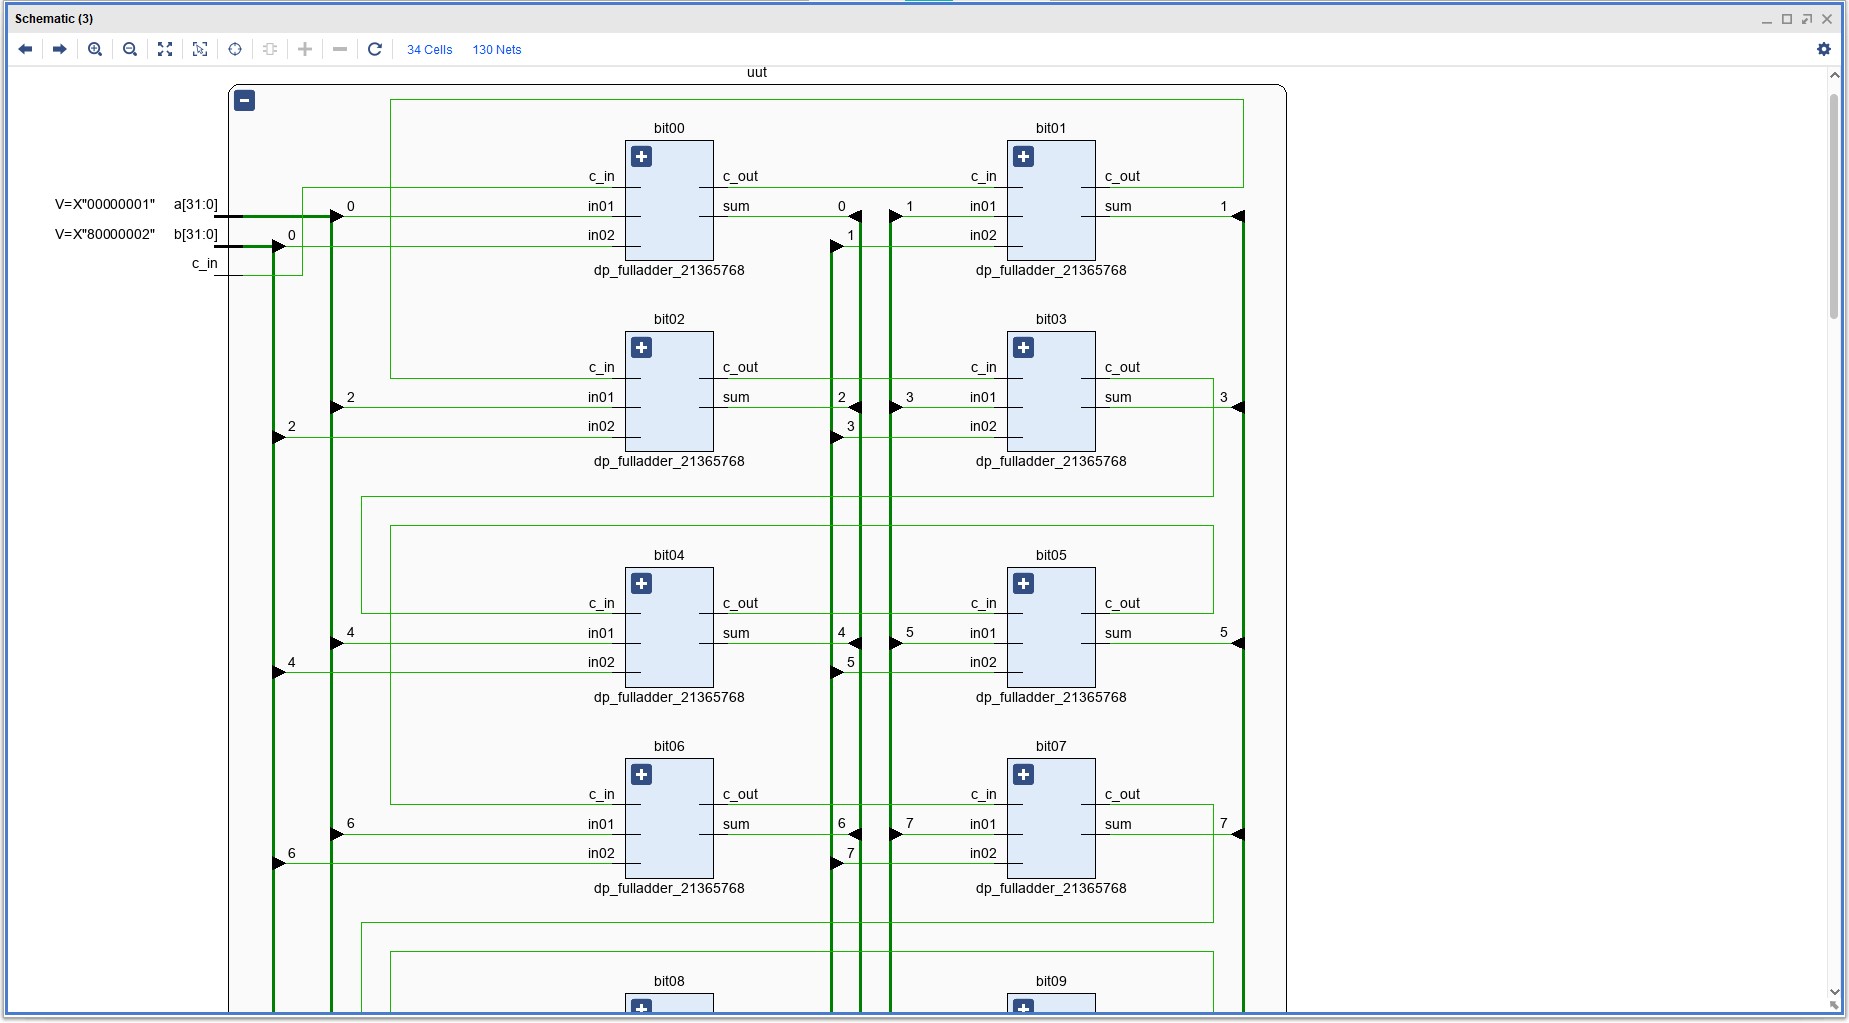 Schematic (3)
34 Cells 130 Nets
uut
bit00 bit01
c_in c_out c_in c_out
V=X"00000001" a[31:0] 0 in01 sum 0 1 in01 sum 1
V=X"80000002" b[31:0] 0 in02 1 in02
c_in
dp_fulladder_21365768 dp_fulladder_21365768
bit02 bit03
c_in c_out c_in c_out
2 in01 sum 2 3 in01 sum 3
2 in02 3 in02
dp_fulladder_21365768 dp_fulladder_21365768
bit04 bit05
c_in c_out c_in c_out
4 in01 sum 4 5 in01 sum 5
4 in02 5 in02
dp_fulladder_21365768 dp_fulladder_21365768
bit06 bit07
c_in c_out c_in c_out
6 in01 sum 6 7 in01 sum 7
6 in02 7 in02
dp_fulladder_21365768 dp_fulladder_21365768
bit08 bit09